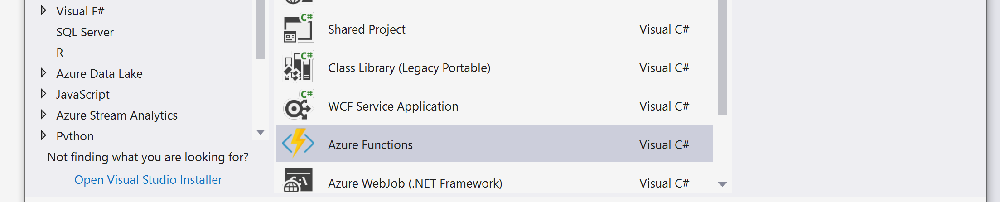 Visual F#
SQL Server
R
Azure Data Lake
JavaScript
Azure Stream Analytics
Python
Not finding what you are looking for?
Open Visual Studio Installer
C#
Shared Project
Visual C#
C#
Class Library (Legacy Portable)
Visual C#
C#
WCF Service Application
Visual C#
Azure Functions
Visual C#
Azure WebJob (.NET Framework)
Visual C#